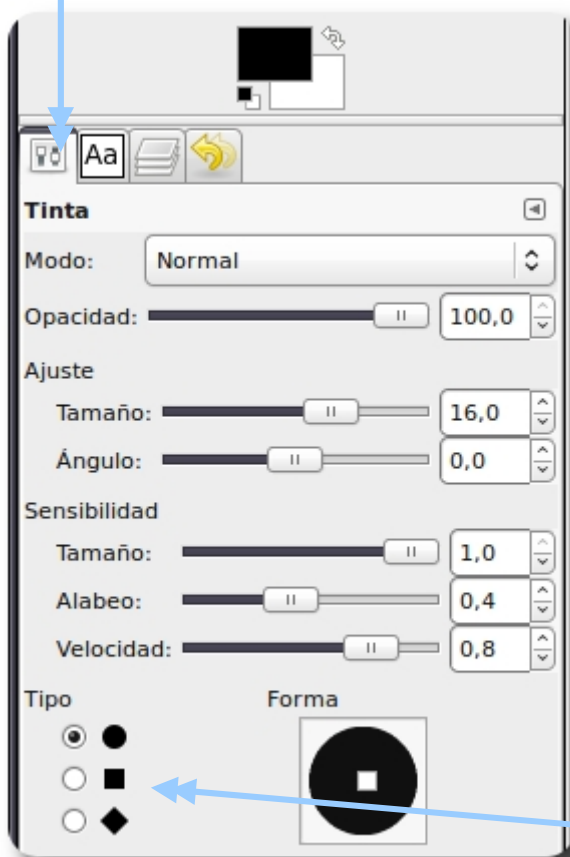 Aa
Tinta
Modo: Normal
Opacidad: 100,0
Ajuste
Tamaño: 16,0
Ángulo: 0,0
Sensibilidad
Tamaño: 1,0
Alabeo: 0,4
Velocidad: 0,8
Tipo Forma